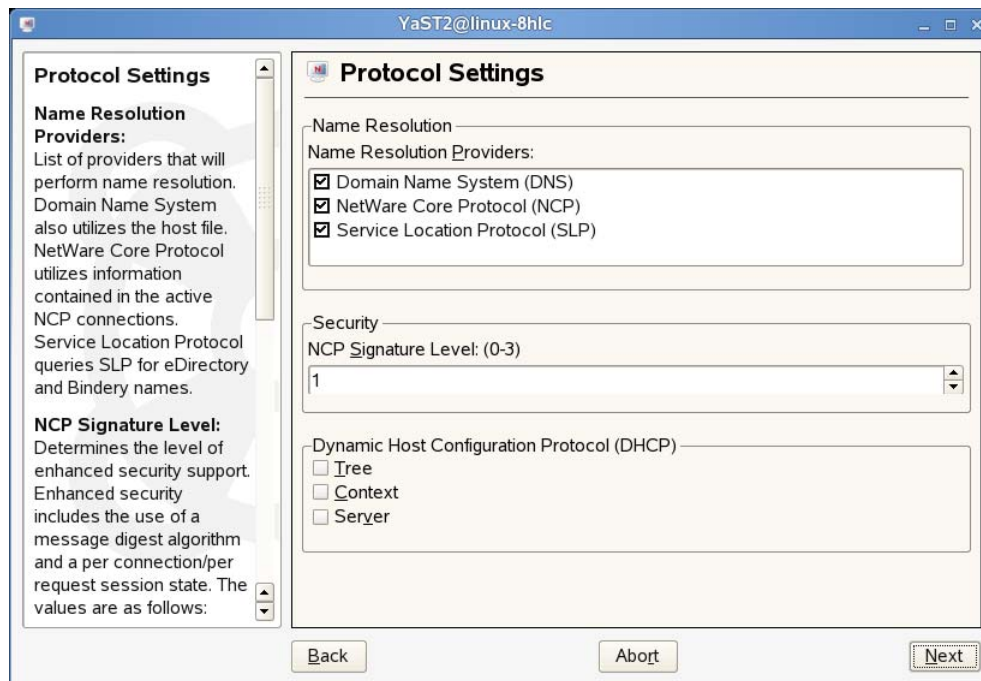 YaST2@linux-8hlc
Protocol Settings
Name Resolution
Providers:
List of providers that will
perform name resolution.
Domain Name System
also utilizes the host file.
NetWare Core Protocol
utilizes information
contained in the active
NCP connections.
Service Location Protocol
queries SLP for eDirectory
and Bindery names.
NCP Signature Level:
Determines the level of
enhanced security support.
Enhanced security
includes the use of a
message digest algorithm
and a per connection/per
request session state. The
values are as follows:
Protocol Settings
Name Resolution
Name Resolution Providers:
Domain Name System (DNS)
NetWare Core Protocol (NCP)
Service Location Protocol (SLP)
Security
NCP Signature Level: (0-3)
1
Dynamic Host Configuration Protocol (DHCP)
Tree
Context
Server
Back
Abort
Next